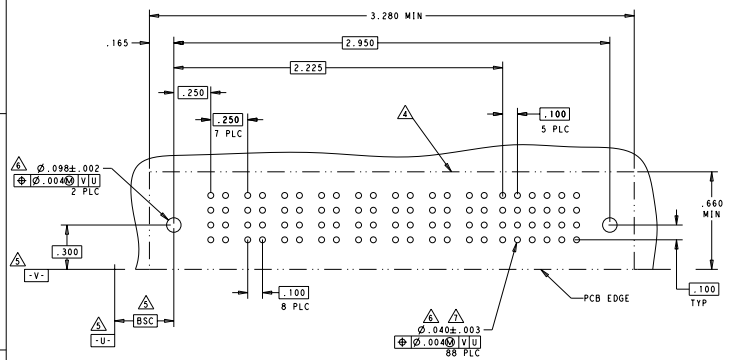 3.280 MIN
.165
2.950
2.225
.250
.250
7 PLC
.100
5 PLC
4
6
Ø.098±.002
⌖ Ø.004Ⓜ V U
2 PLC
.660
MIN
.300
5
-V-
5
BSC
5
-U-
.100
8 PLC
6 7
Ø.040±.003
⌖ Ø.004Ⓜ V U
88 PLC
PCB EDGE
.100
TYP